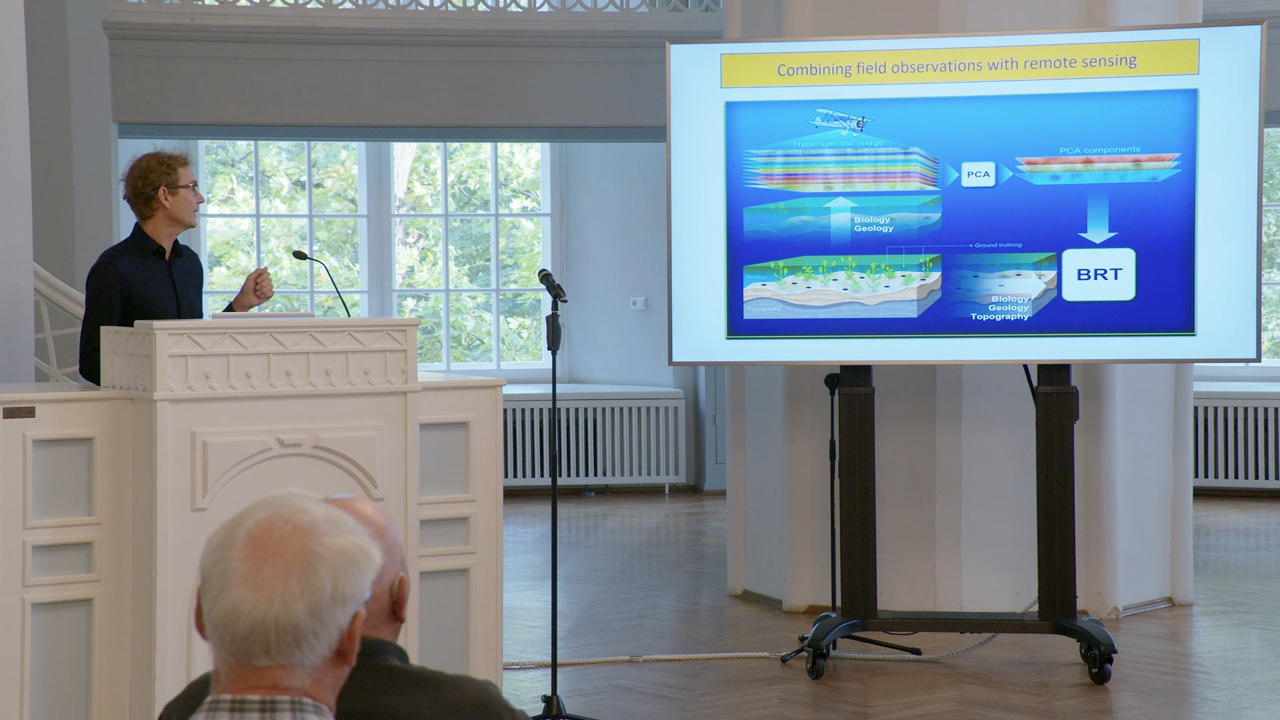 Combining field observations with remote sensing
Hyperspectral image
PCA
PCA components
Biology
Geology
Ground truthing
BRT
Biology
Geology
Topography
Topography